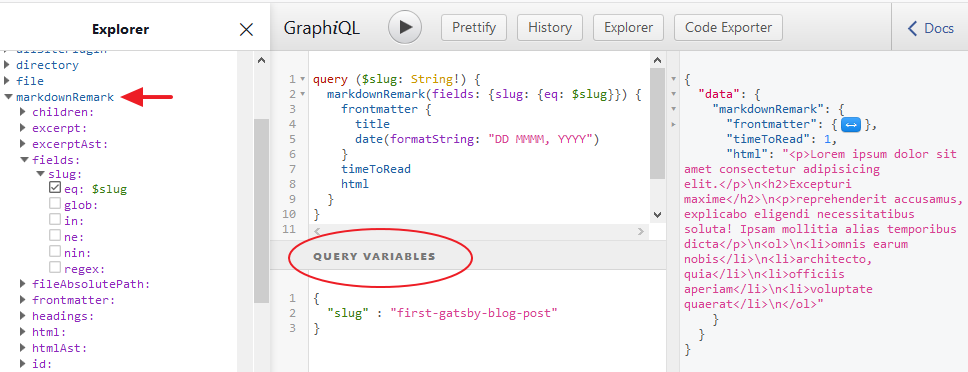 Explorer
GraphiQL
Prettify
History
Explorer
Code Exporter
Docs
directory
file
markdownRemark
children:
excerpt:
excerptAst:
fields:
slug:
eq: $slug
glob:
in:
ne:
nin:
regex:
fileAbsolutePath:
frontmatter:
headings:
html:
htmlAst:
id:
1 query ($slug: String!) {
2 markdownRemark(fields: {slug: {eq: $slug}}) {
3 frontmatter {
4 title
5 date(formatString: "DD MMMM, YYYY")
6 }
7 timeToRead
8 html
9 }
10 }
11
QUERY VARIABLES
1 {
2 "slug" : "first-gatsby-blog-post"
3 }
{
"data": {
"markdownRemark": {
"frontmatter": {↔},
"timeToRead": 1,
"html": "<p>Lorem ipsum dolor sit
amet consectetur adipisicing
elit.</p>\n<h2>Excepturi
maxime</h2>\n<p>reprehenderit accusamus,
explicabo eligendi necessitatibus
soluta! Ipsam mollitia alias temporibus
dicta</p>\n<ol>\n<li>omnis earum
nobis</li>\n<li>architecto,
quia</li>\n<li>officiis
aperiam</li>\n<li>voluptate
quaerat</li>\n</ol>"
}
}
}